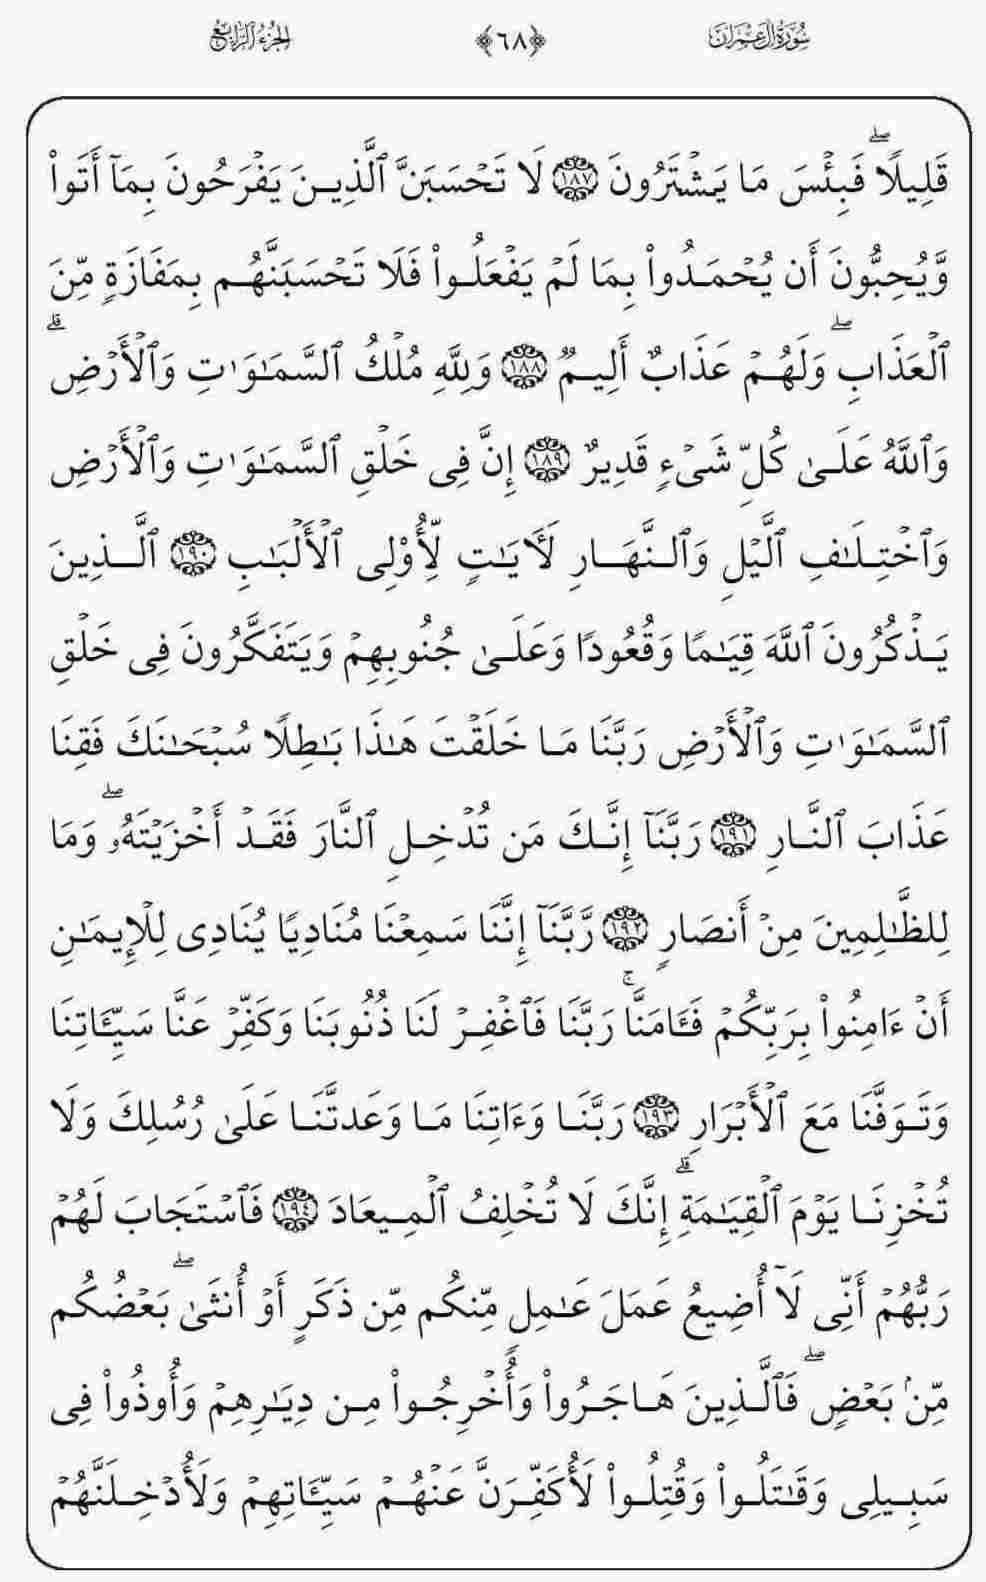 سُورَةُ آلِ عِمْرَانَ ﴿٦٨﴾ الجُزءُ الرَّابِعُ
قَلِيلٗاۖ فَبِئۡسَ مَا يَشۡتَرُونَ ١٨٧ لَا تَحۡسَبَنَّ ٱلَّذِينَ يَفۡرَحُونَ بِمَآ أَتَواْ
وَّيُحِبُّونَ أَن يُحۡمَدُواْ بِمَا لَمۡ يَفۡعَلُواْ فَلَا تَحۡسَبَنَّهُم بِمَفَازَةٖ مِّنَ
ٱلۡعَذَابِۖ وَلَهُمۡ عَذَابٌ أَلِيمٞ ١٨٨ وَلِلَّهِ مُلۡكُ ٱلسَّمَٰوَٰتِ وَٱلۡأَرۡضِۗ
وَٱللَّهُ عَلَىٰ كُلِّ شَيۡءٖ قَدِيرٌ ١٨٩ إِنَّ فِي خَلۡقِ ٱلسَّمَٰوَٰتِ وَٱلۡأَرۡضِ
وَٱخۡتِلَٰفِ ٱلَّيۡلِ وَٱلنَّهَارِ لَأٓيَٰتٖ لِّأُوْلِي ٱلۡأَلۡبَٰبِ ١٩٠ ٱلَّذِينَ
يَذۡكُرُونَ ٱللَّهَ قِيَٰمٗا وَقُعُودٗا وَعَلَىٰ جُنُوبِهِمۡ وَيَتَفَكَّرُونَ فِي خَلۡقِ
ٱلسَّمَٰوَٰتِ وَٱلۡأَرۡضِ رَبَّنَا مَا خَلَقۡتَ هَٰذَا بَٰطِلٗا سُبۡحَٰنَكَ فَقِنَا
عَذَابَ ٱلنَّارِ ١٩١ رَبَّنَآ إِنَّكَ مَن تُدۡخِلِ ٱلنَّارَ فَقَدۡ أَخۡزَيۡتَهُۥۖ وَمَا
لِلظَّٰلِمِينَ مِنۡ أَنصَارٖ ١٩٢ رَّبَّنَآ إِنَّنَا سَمِعۡنَا مُنَادِيٗا يُنَادِي لِلۡإِيمَٰنِ
أَنۡ ءَامِنُواْ بِرَبِّكُمۡ فَـَٔامَنَّاۚ رَبَّنَا فَٱغۡفِرۡ لَنَا ذُنُوبَنَا وَكَفِّرۡ عَنَّا سَيِّـَٔاتِنَا
وَتَوَفَّنَا مَعَ ٱلۡأَبۡرَارِ ١٩٣ رَبَّنَا وَءَاتِنَا مَا وَعَدتَّنَا عَلَىٰ رُسُلِكَ وَلَا
تُخۡزِنَا يَوۡمَ ٱلۡقِيَٰمَةِۗ إِنَّكَ لَا تُخۡلِفُ ٱلۡمِيعَادَ ١٩٤ فَٱسۡتَجَابَ لَهُمۡ
رَبُّهُمۡ أَنِّي لَآ أُضِيعُ عَمَلَ عَٰمِلٖ مِّنكُم مِّن ذَكَرٍ أَوۡ أُنثَىٰۖ بَعۡضُكُم
مِّنۢ بَعۡضٖۖ فَٱلَّذِينَ هَاجَرُواْ وَأُخۡرِجُواْ مِن دِيَٰرِهِمۡ وَأُوذُواْ فِي
سَبِيلِي وَقَٰتَلُواْ وَقُتِلُواْ لَأُكَفِّرَنَّ عَنۡهُمۡ سَيِّـَٔاتِهِمۡ وَلَأُدۡخِلَنَّهُمۡ